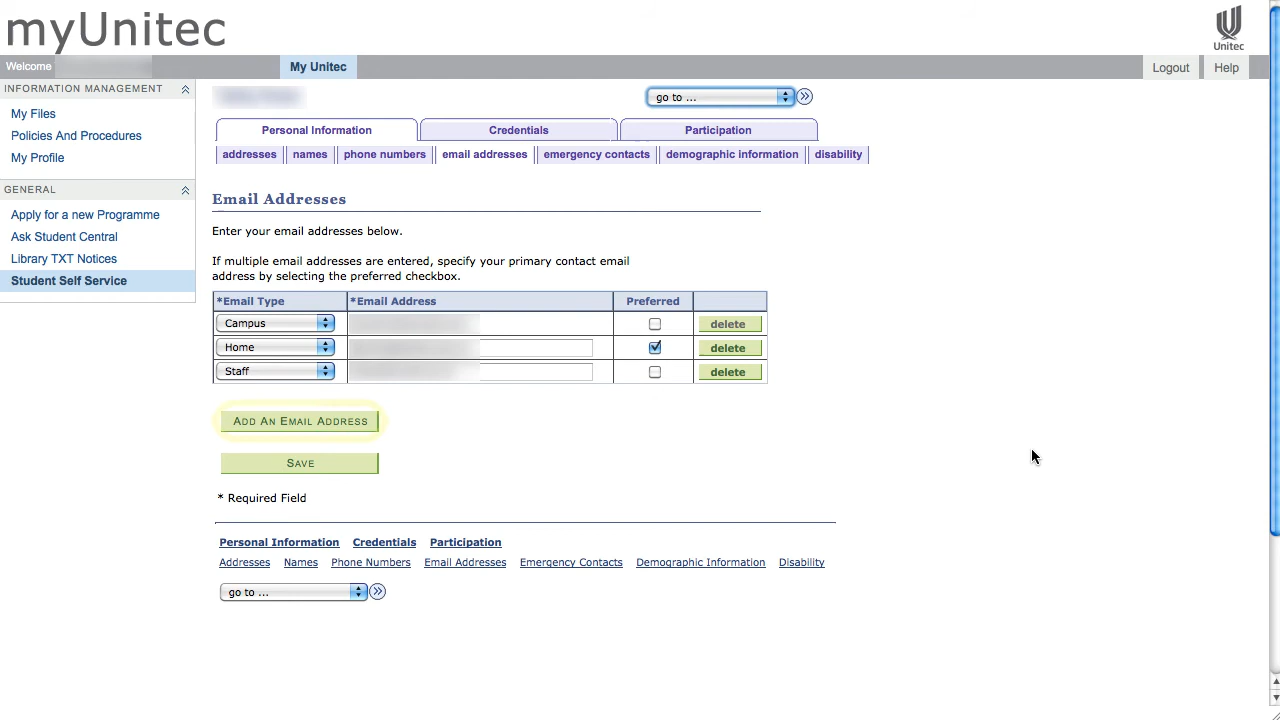 myUnitec
Unitec
Welcome
My Unitec
Logout
Help
INFORMATION MANAGEMENT
My Files
Policies And Procedures
My Profile
GENERAL
Apply for a new Programme
Ask Student Central
Library TXT Notices
Student Self Service
go to ...
Personal Information Credentials Participation
addresses names phone numbers email addresses emergency contacts demographic information disability
Email Addresses
Enter your email addresses below.
If multiple email addresses are entered, specify your primary contact email
address by selecting the preferred checkbox.
*Email Type *Email Address Preferred
Campus delete
Home delete
Staff delete
ADD AN EMAIL ADDRESS
SAVE
* Required Field
Personal Information Credentials Participation
Addresses Names Phone Numbers Email Addresses Emergency Contacts Demographic Information Disability
go to ...